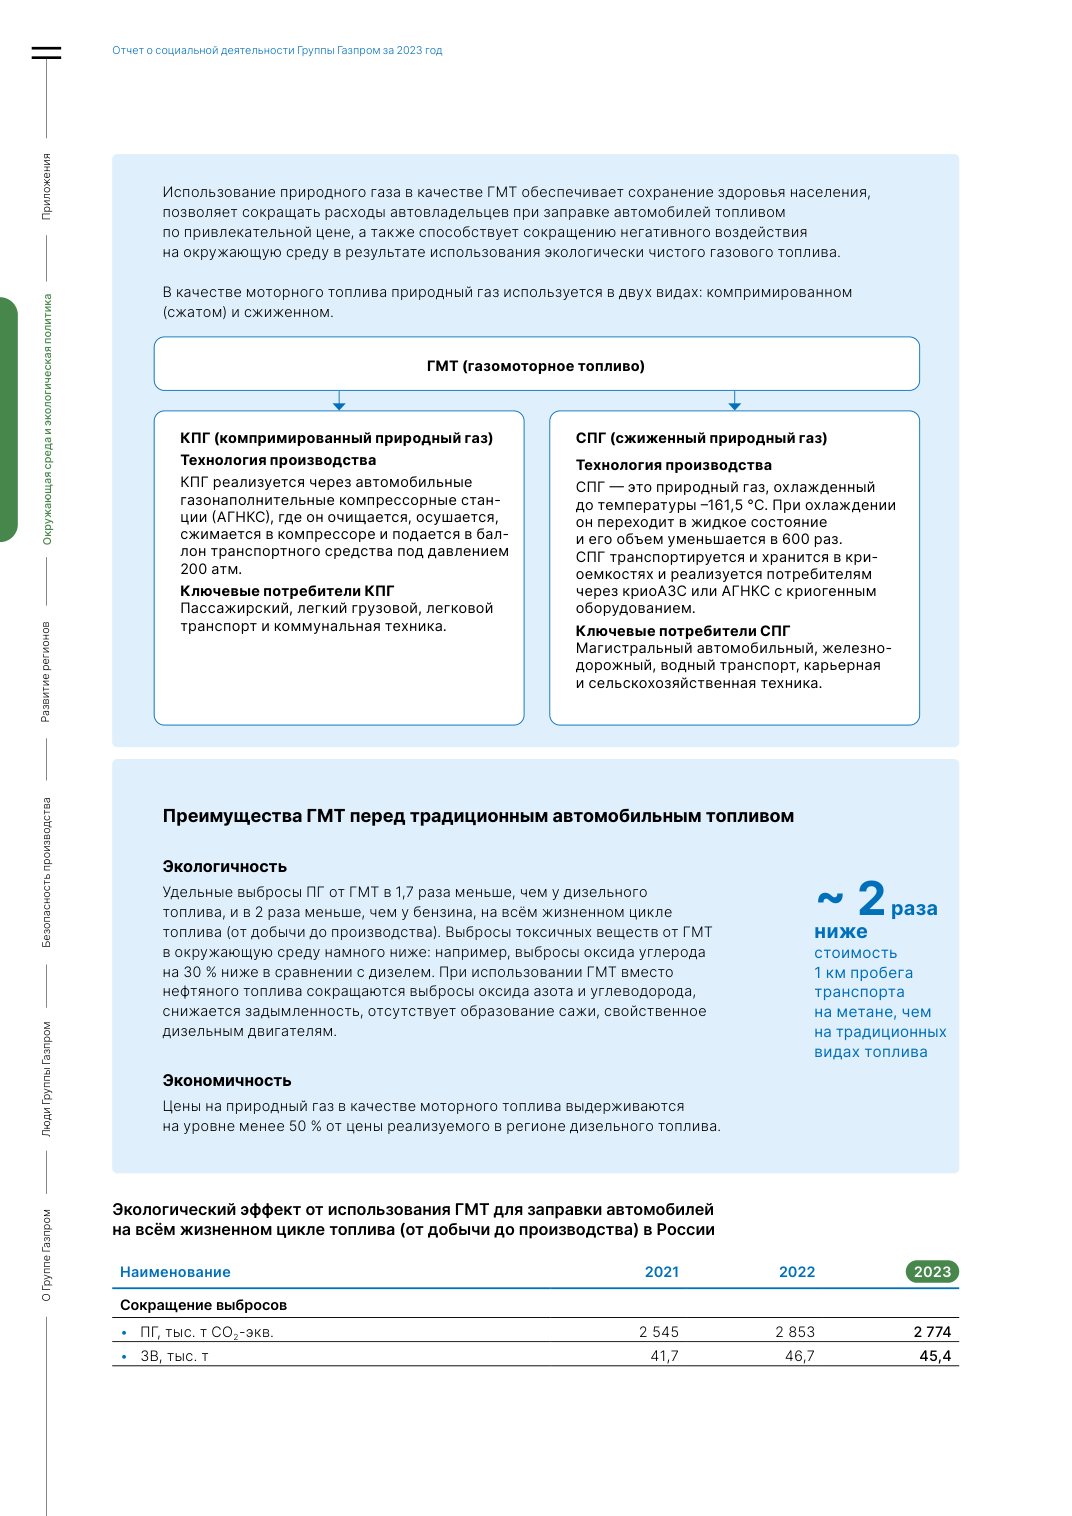 Отчет о социальной деятельности Группы Газпром за 2023 год
Приложения
Окружающая среда и экологическая политика
Развитие регионов
Безопасность производства
Люди Группы Газпром
О Группе Газпром
Использование природного газа в качестве ГМТ обеспечивает сохранение здоровья населения,
позволяет сокращать расходы автовладельцев при заправке автомобилей топливом
по привлекательной цене, а также способствует сокращению негативного воздействия
на окружающую среду в результате использования экологически чистого газового топлива.
В качестве моторного топлива природный газ используется в двух видах: компримированном
(сжатом) и сжиженном.
ГМТ (газомоторное топливо)
КПГ (компримированный природный газ)
Технология производства
КПГ реализуется через автомобильные
газонаполнительные компрессорные стан-
ции (АГНКС), где он очищается, осушается,
сжимается в компрессоре и подается в бал-
лон транспортного средства под давлением
200 атм.
Ключевые потребители КПГ
Пассажирский, легкий грузовой, легковой
транспорт и коммунальная техника.
СПГ (сжиженный природный газ)
Технология производства
СПГ — это природный газ, охлажденный
до температуры –161,5 °С. При охлаждении
он переходит в жидкое состояние
и его объем уменьшается в 600 раз.
СПГ транспортируется и хранится в кри-
оемкостях и реализуется потребителям
через криоАЗС или АГНКС с криогенным
оборудованием.
Ключевые потребители СПГ
Магистральный автомобильный, железно-
дорожный, водный транспорт, карьерная
и сельскохозяйственная техника.
Преимущества ГМТ перед традиционным автомобильным топливом
Экологичность
Удельные выбросы ПГ от ГМТ в 1,7 раза меньше, чем у дизельного
топлива, и в 2 раза меньше, чем у бензина, на всём жизненном цикле
топлива (от добычи до производства). Выбросы токсичных веществ от ГМТ
в окружающую среду намного ниже: например, выбросы оксида углерода
на 30 % ниже в сравнении с дизелем. При использовании ГМТ вместо
нефтяного топлива сокращаются выбросы оксида азота и углеводорода,
снижается задымленность, отсутствует образование сажи, свойственное
дизельным двигателям.
Экономичность
Цены на природный газ в качестве моторного топлива выдерживаются
на уровне менее 50 % от цены реализуемого в регионе дизельного топлива.
~ 2 раза
ниже
стоимость
1 км пробега
транспорта
на метане, чем
на традиционных
видах топлива
Экологический эффект от использования ГМТ для заправки автомобилей
на всём жизненном цикле топлива (от добычи до производства) в России
Наименование 2021 2022 2023
Сокращение выбросов
• ПГ, тыс. т CO₂-экв. 2 545 2 853 2 774
• ЗВ, тыс. т 41,7 46,7 45,4